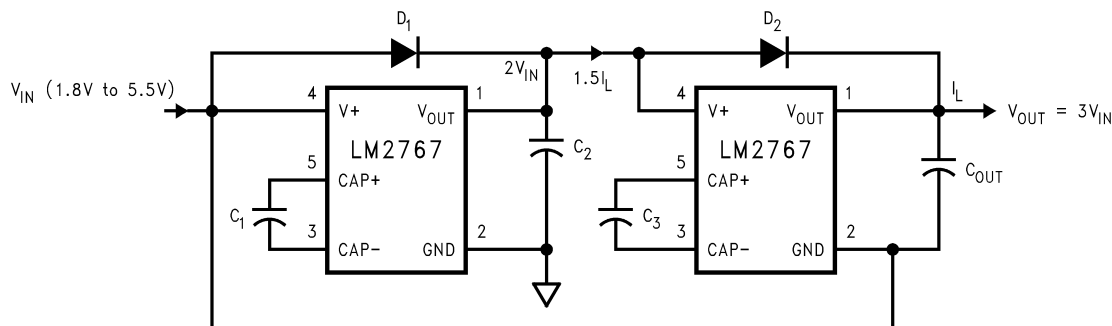 D1
D2
VIN (1.8V to 5.5V)
2VIN
1.5IL
IL
VOUT = 3VIN
4
V+
VOUT
1
LM2767
5
CAP+
C1
3
CAP-
GND
2
C2
4
V+
VOUT
1
LM2767
5
CAP+
C3
3
CAP-
GND
2
COUT